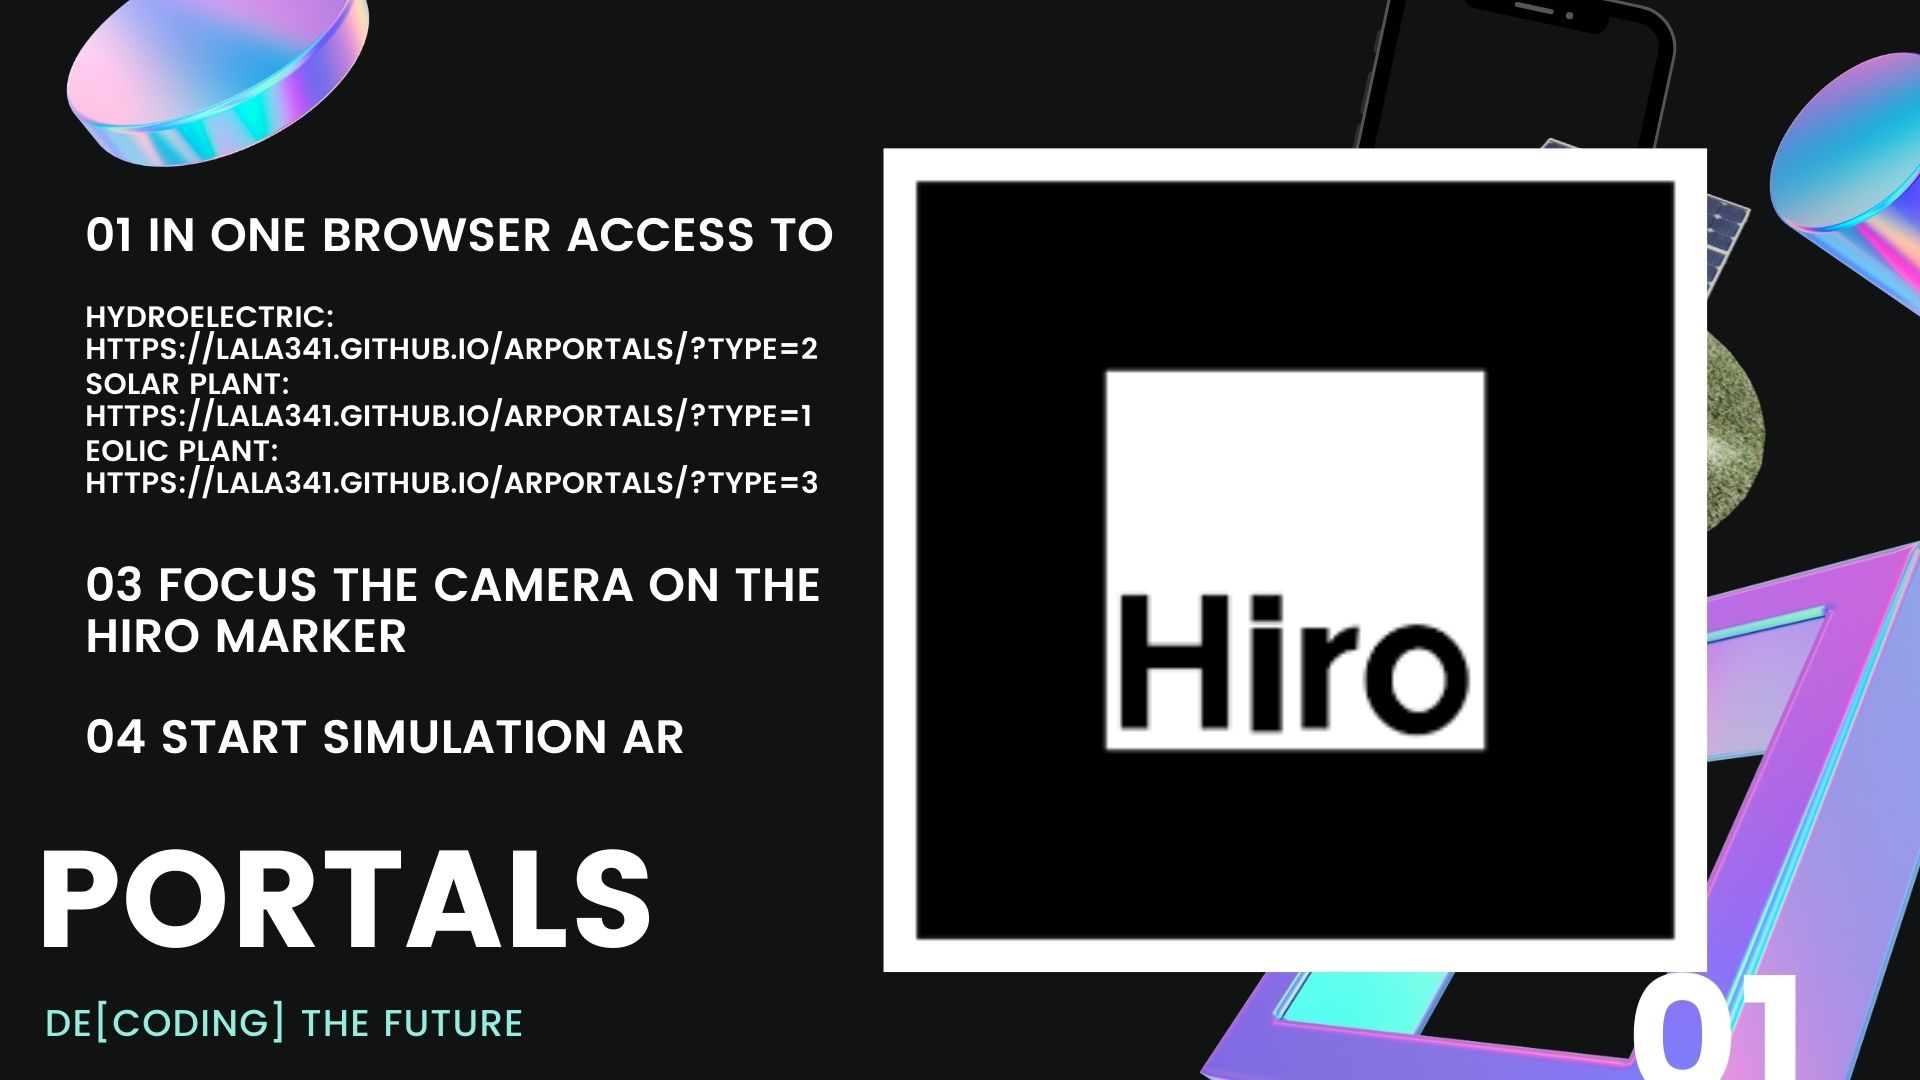 01 IN ONE BROWSER ACCESS TO
HYDROELECTRIC:
HTTPS://LALA341.GITHUB.IO/ARPORTALS/?TYPE=2
SOLAR PLANT:
HTTPS://LALA341.GITHUB.IO/ARPORTALS/?TYPE=1
EOLIC PLANT:
HTTPS://LALA341.GITHUB.IO/ARPORTALS/?TYPE=3
03 FOCUS THE CAMERA ON THE
HIRO MARKER
04 START SIMULATION AR
PORTALS
DE[CODING] THE FUTURE
Hiro
01